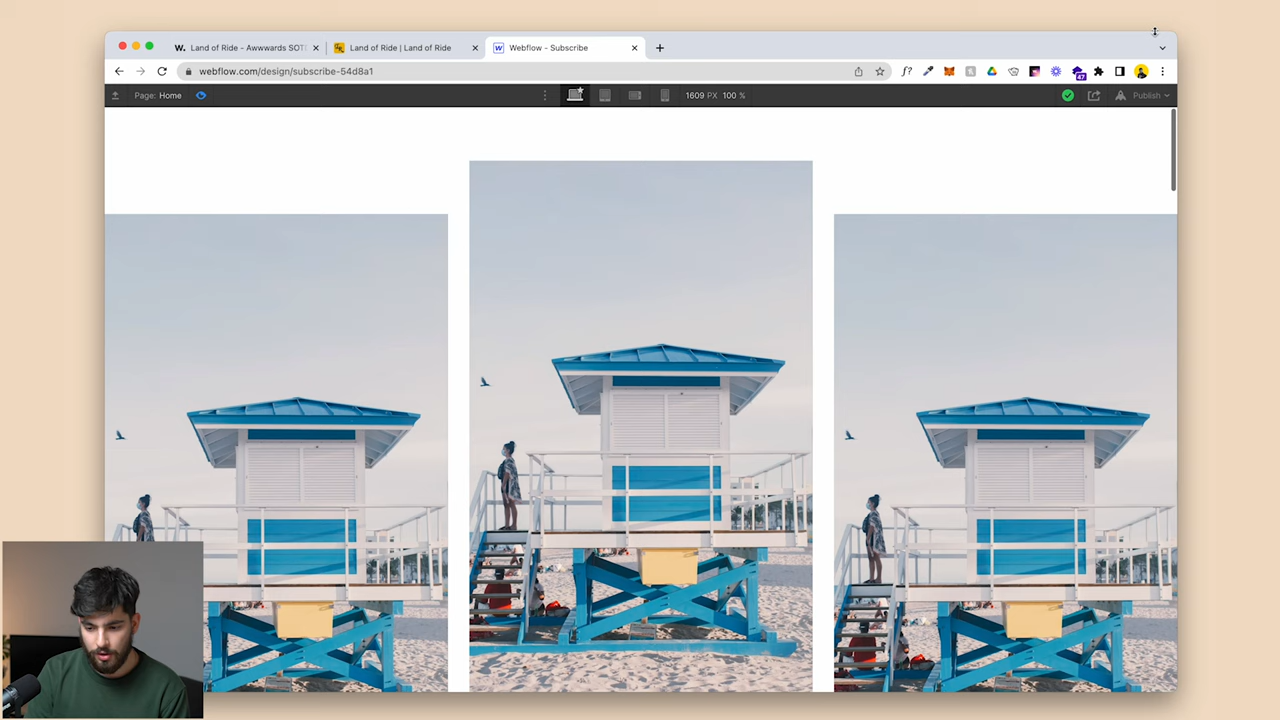 W. Land of Ride - Awwwards SOT
Land of Ride | Land of Ride
Webflow - Subscribe
webflow.com/design/subscribe-54d8a1
f?
47
Page: Home
1609 PX 100 %
Publish